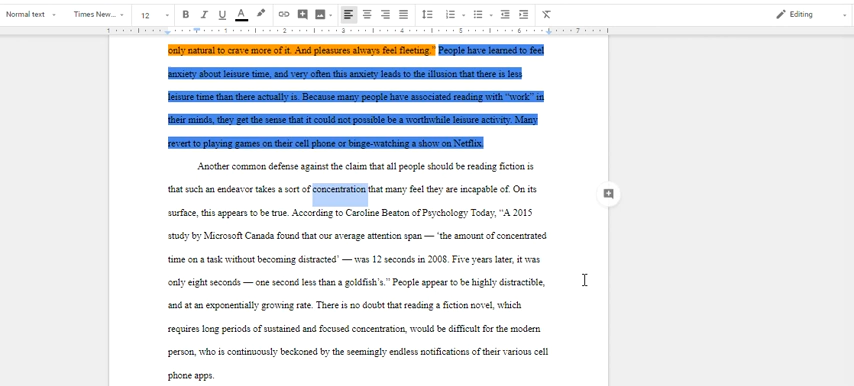 Normal text Times New... 12 B I U A Editing
1 1 2 3 4 5 6 7
only natural to crave more of it. And pleasures always feel fleeting.” People have learned to feel
anxiety about leisure time, and very often this anxiety leads to the illusion that there is less
leisure time than there actually is. Because many people have associated reading with “work” in
their minds, they get the sense that it could not possible be a worthwhile leisure activity. Many
revert to playing games on their cell phone or binge-watching a show on Netflix.
Another common defense against the claim that all people should be reading fiction is
that such an endeavor takes a sort of concentration that many feel they are incapable of. On its
surface, this appears to be true. According to Caroline Beaton of Psychology Today, “A 2015
study by Microsoft Canada found that our average attention span — ‘the amount of concentrated
time on a task without becoming distracted’ — was 12 seconds in 2008. Five years later, it was
only eight seconds — one second less than a goldfish’s.” People appear to be highly distractible,
and at an exponentially growing rate. There is no doubt that reading a fiction novel, which
requires long periods of sustained and focused concentration, would be difficult for the modern
person, who is continuously beckoned by the seemingly endless notifications of their various cell
phone apps.